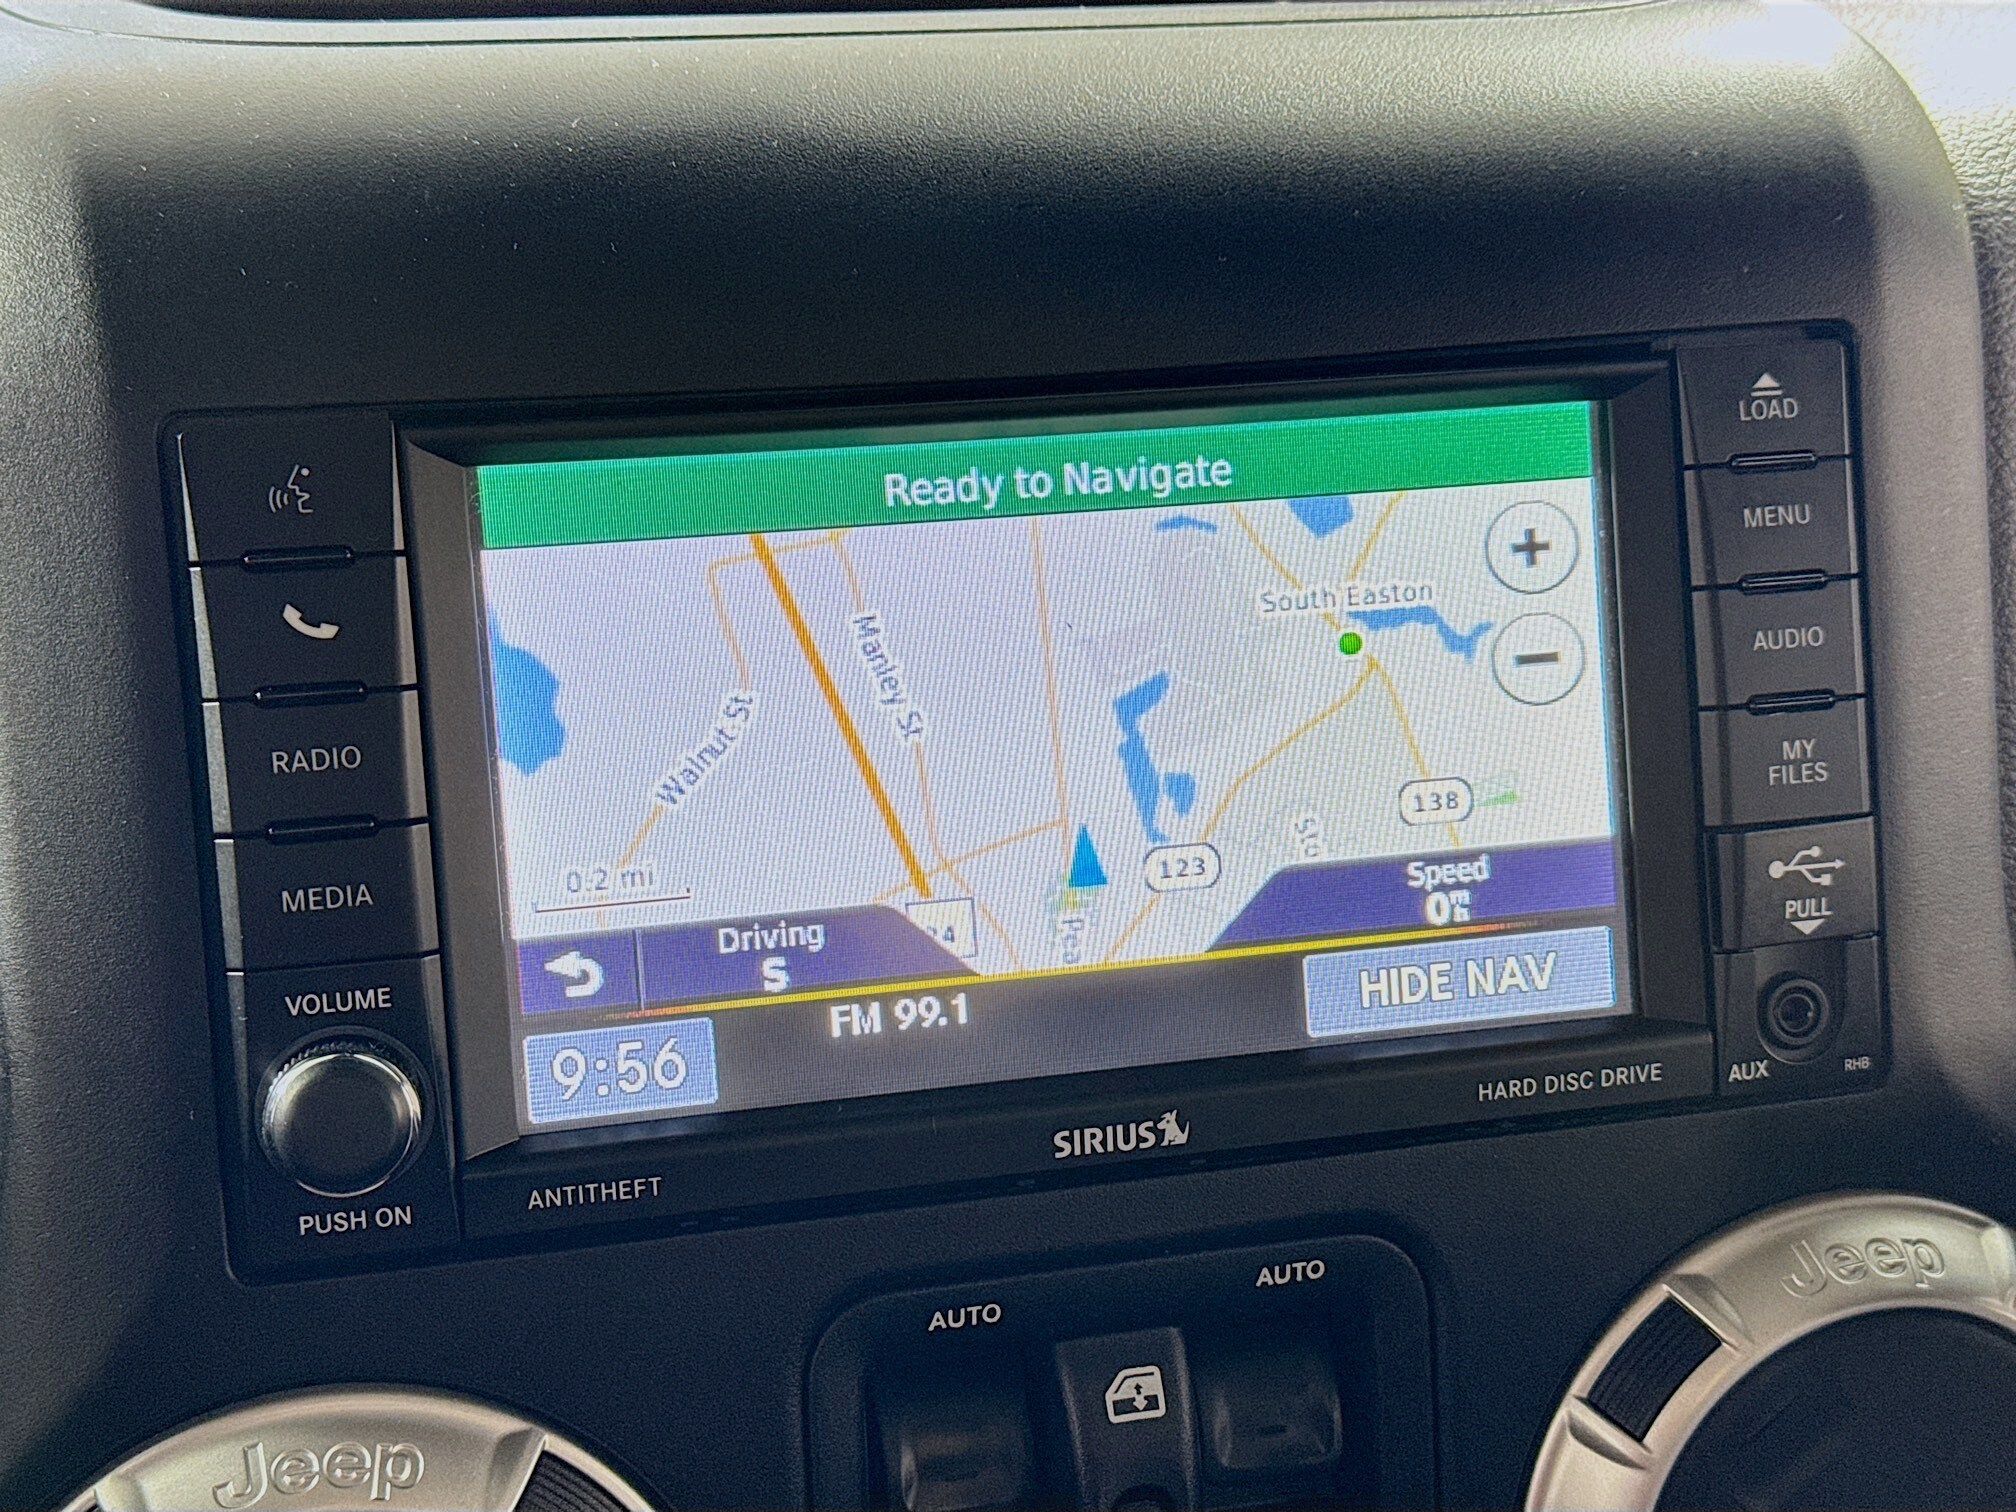 LOAD
MENU
AUDIO
MY
FILES
PULL
AUX
RHB
RADIO
MEDIA
VOLUME
PUSH ON
Ready to Navigate
South Easton
Manley St
Walnut St
138
123
0.2 mi
Driving
S
Speed
0
FM 99.1
HIDE NAV
9:56
HARD DISC DRIVE
SIRIUS
ANTITHEFT
AUTO
AUTO
Jeep
Jeep